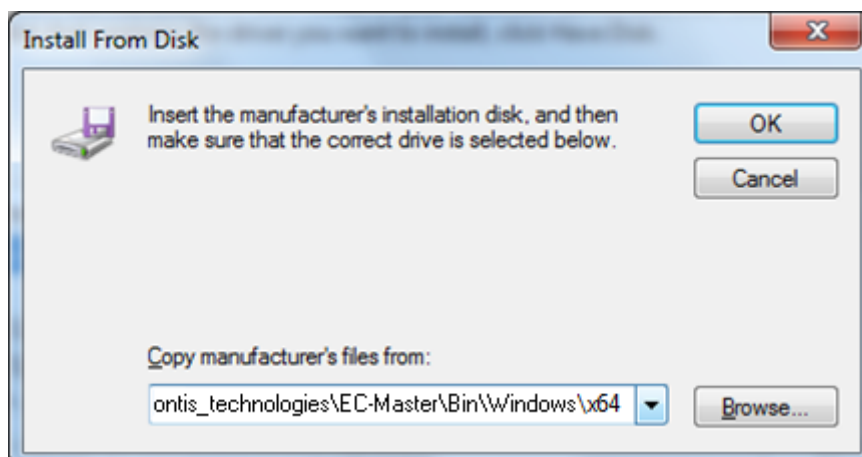 Install From Disk
Insert the manufacturer's installation disk, and then
make sure that the correct drive is selected below.
OK
Cancel
Copy manufacturer's files from:
ontis_technologies\EC-Master\Bin\Windows\x64
Browse...